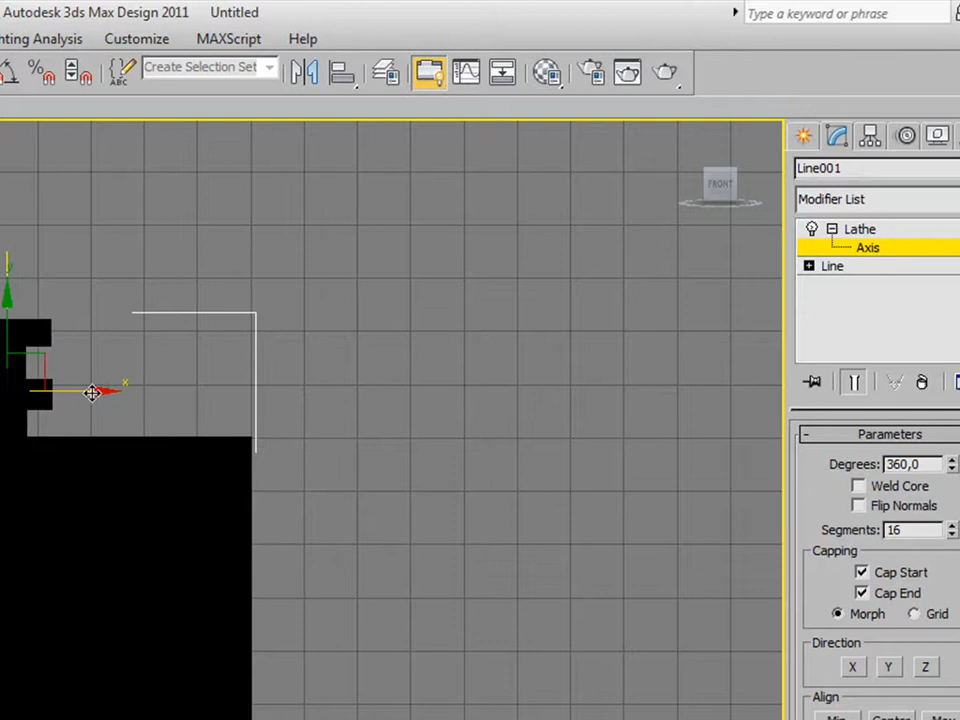 Autodesk 3ds Max Design 2011 Untitled
Type a keyword or phrase
nting Analysis Customize MAXScript Help
Create Selection Set
ABC
Line001
Modifier List
FRONT
Lathe
Axis
Line
x
Parameters
Degrees: 360,0
Weld Core
Flip Normals
Segments: 16
Capping
Cap Start
Cap End
Morph Grid
Direction
X Y Z
Align